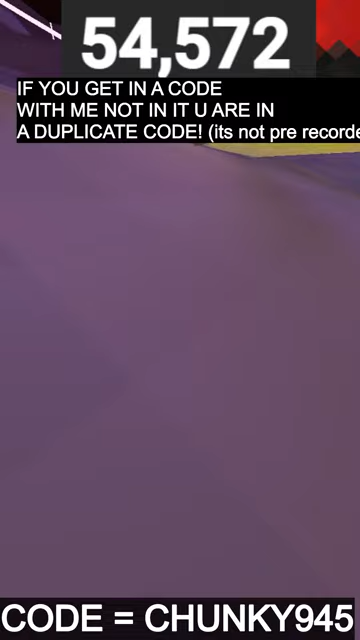 54,572
IF YOU GET IN A CODE
WITH ME NOT IN IT U ARE IN
A DUPLICATE CODE! (its not pre recorde
CODE = CHUNKY945